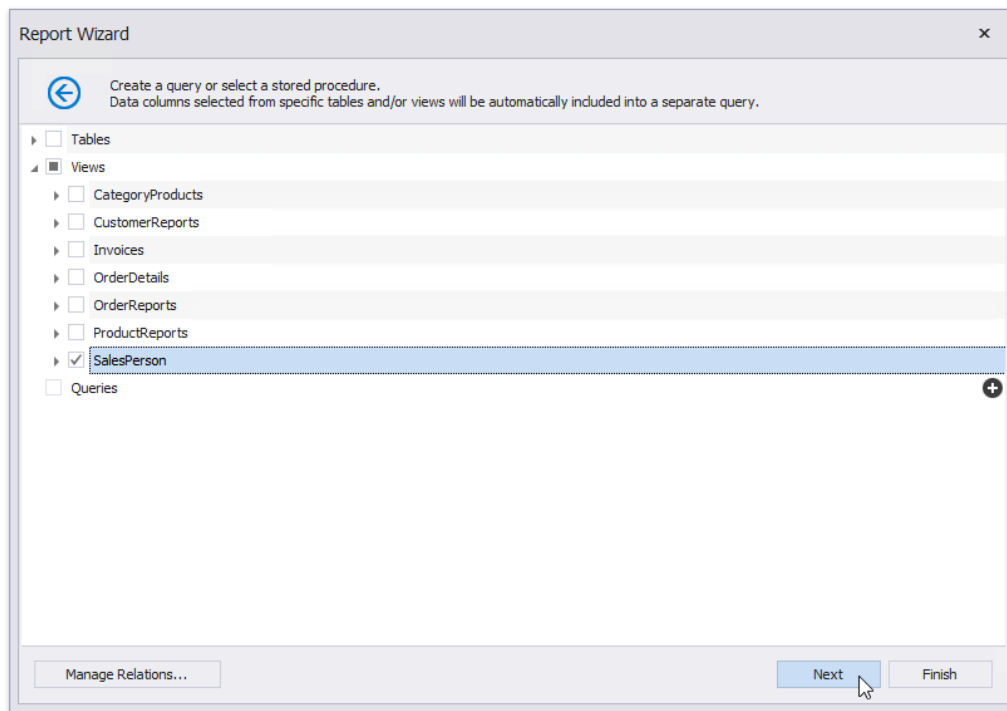 Report Wizard
Create a query or select a stored procedure.
Data columns selected from specific tables and/or views will be automatically included into a separate query.
Tables
Views
CategoryProducts
CustomerReports
Invoices
OrderDetails
OrderReports
ProductReports
SalesPerson
Queries
Manage Relations...
Next
Finish